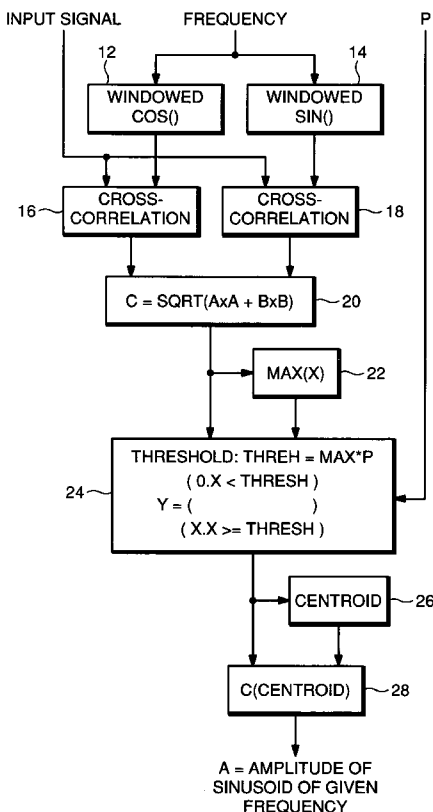 INPUT SIGNAL FREQUENCY P
12 14
WINDOWED
COS()
WINDOWED
SIN()
16 CROSS-
CORRELATION
CROSS-
CORRELATION 18
C = SQRT(AxA + BxB) 20
MAX(X) 22
24 THRESHOLD: THREH = MAX*P
( 0.X < THRESH )
Y = ( )
( X.X >= THRESH )
CENTROID 26
C(CENTROID) 28
A = AMPLITUDE OF
SINUSOID OF GIVEN
FREQUENCY